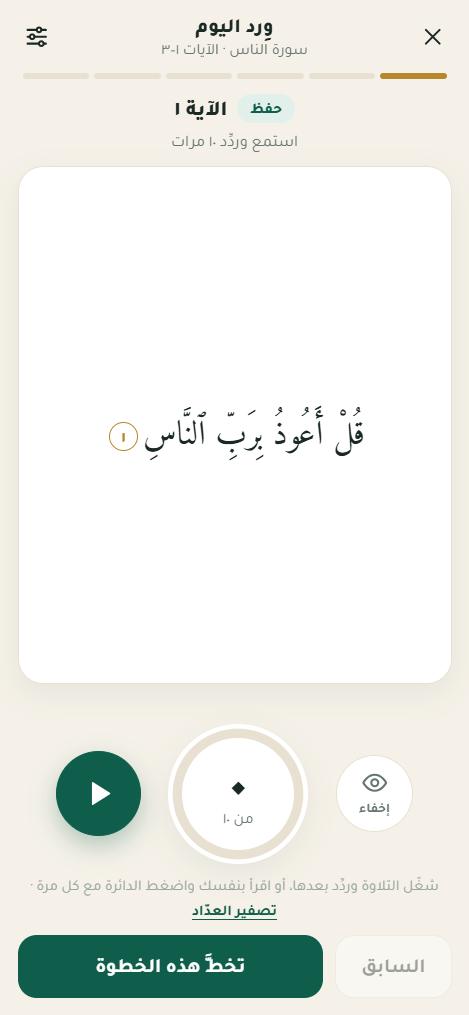 وِرد اليوم
سورة الناس · الآيات ١-٣
حفظ الآية ١
استمع وردِّد ١٠ مرات
قُلْ أَعُوذُ بِرَبِّ ٱلنَّاسِ ١
إخفاء
٠
من ١٠
شغّل التلاوة وردِّد بعدها، أو اقرأ بنفسك واضغط الدائرة مع كل مرة ·
تصفير العدّاد
السابق
تخطَّ هذه الخطوة